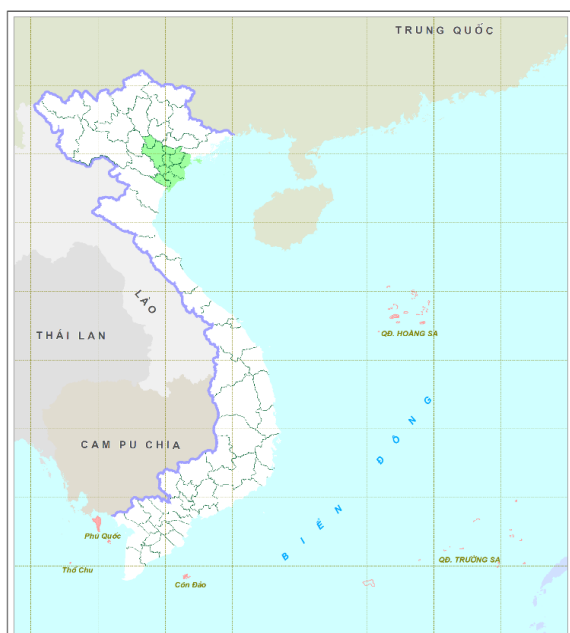 TRUNG QUỐC
LÀO
QĐ. HOÀNG SA
THÁI LAN
BIỂN ĐÔNG
CAM PU CHIA
Phú Quốc
QĐ. TRƯỜNG SA
Thổ Chu
Côn Đảo